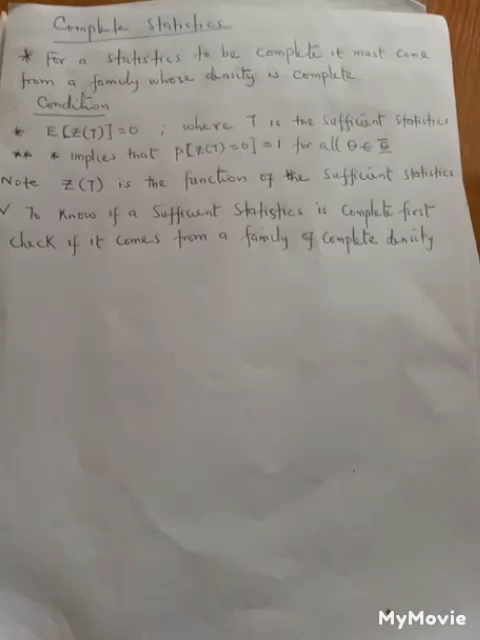 Complete Statistics
* For a statistics to be complete it must come
from a family whose density is complete
Condition
* E[Z(T)]=0 ; where T is the sufficient statistics
** * implies that P[Z(T)=0]=1 for all θ ∈ Θ
Note Z(T) is the function of the sufficient statistics
✓ To know if a Sufficient Statistics is complete first
check if it comes from a family of complete density
MyMovie